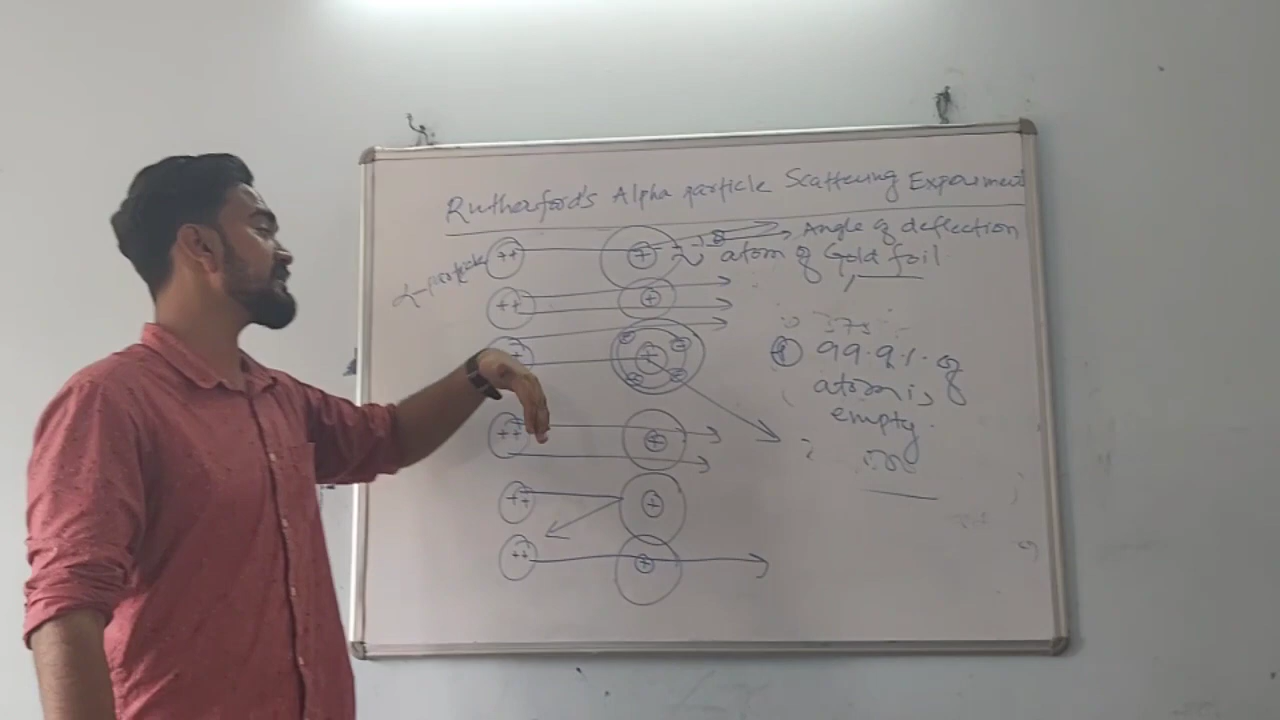 Rutherford's Alpha particle Scattering Experiment
++ + θ Angle of deflection
α-particle atom of Gold foil
++ +
+ +
① 99.9% of
atom is
empty.
++ +
++ +
++ +